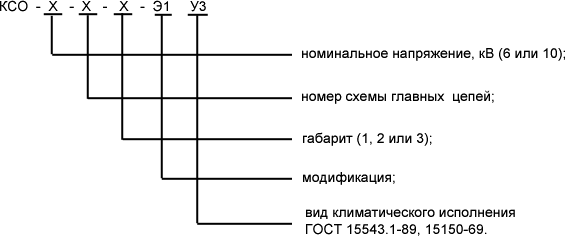 КСО - Х - Х - Х - Э1 У3
номинальное напряжение, кВ (6 или 10);
номер схемы главных цепей;
габарит (1, 2 или 3);
модификация;
вид климатического исполнения
ГОСТ 15543.1-89, 15150-69.